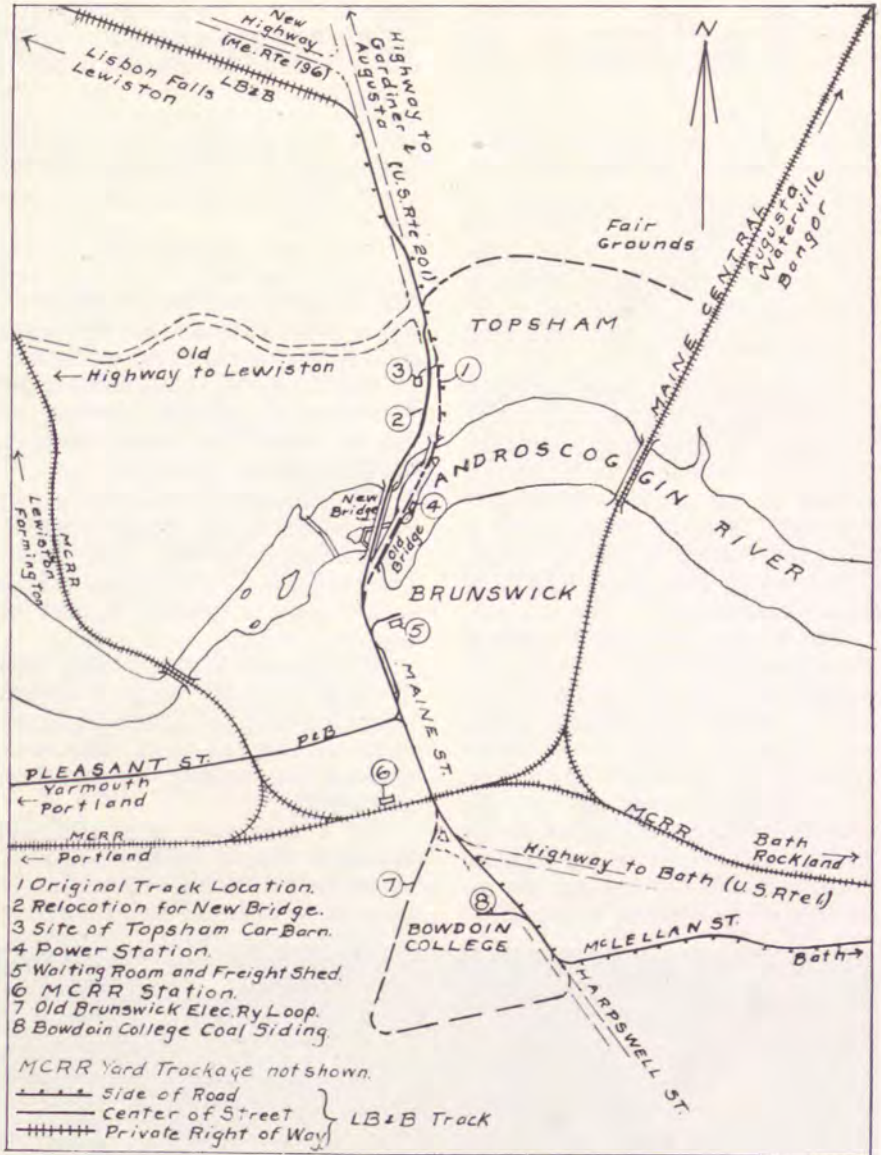 New
Highway
(Me. Rte 196)
Highway to
Gardiner &
Augusta
(U.S. Rte 201)
N
Lisbon Falls
Lewiston
LB&B
Fair
Grounds
MAINE CENTRAL
Augusta
Waterville
Bangor
TOPSHAM
Old
← Highway to Lewiston
3
1
2
ANDROSCOGGIN RIVER
New
Bridge
4
Old Bridge
Lewiston
Formington
MCRR
BRUNSWICK
5
MAINE ST.
P&B
PLEASANT ST.
← Yarmouth
Portland
6
MCRR
← Portland
MCRR
Bath →
Rockland
Highway to Bath (U.S. Rte 1)
7
8
BOWDOIN
COLLEGE
McLELLAN ST.
Bath→
HARPSWELL ST.
1 Original Track Location.
2 Relocation for New Bridge.
3 Site of Topsham Car Barn.
4 Power Station.
5 Waiting Room and Freight Shed.
6 MCRR Station.
7 Old Brunswick Elec. Ry Loop.
8 Bowdoin College Coal Siding.
MCRR Yard Trackage not shown.
Side of Road
Center of Street
Private Right of Way
LB&B Track